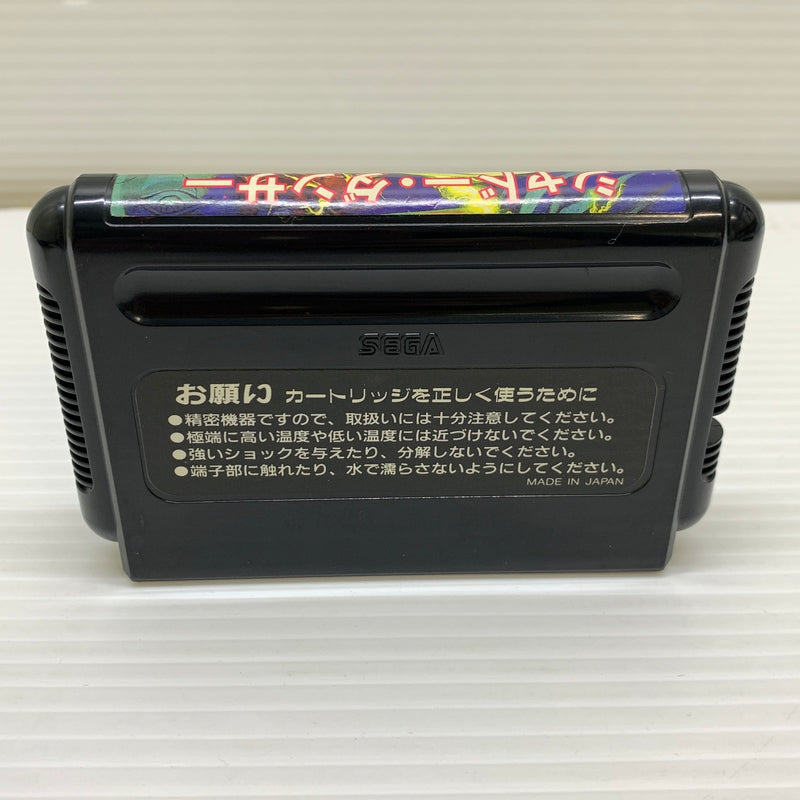 シャドー・ダンサー
SEGA
お願い カートリッジを正しく使うために
●精密機器ですので、取扱いには十分注意してください。
●極端に高い温度や低い温度には近づけないでください。
●強いショックを与えたり、分解しないでください。
●端子部に触れたり、水で濡らさないようにしてください。
MADE IN JAPAN